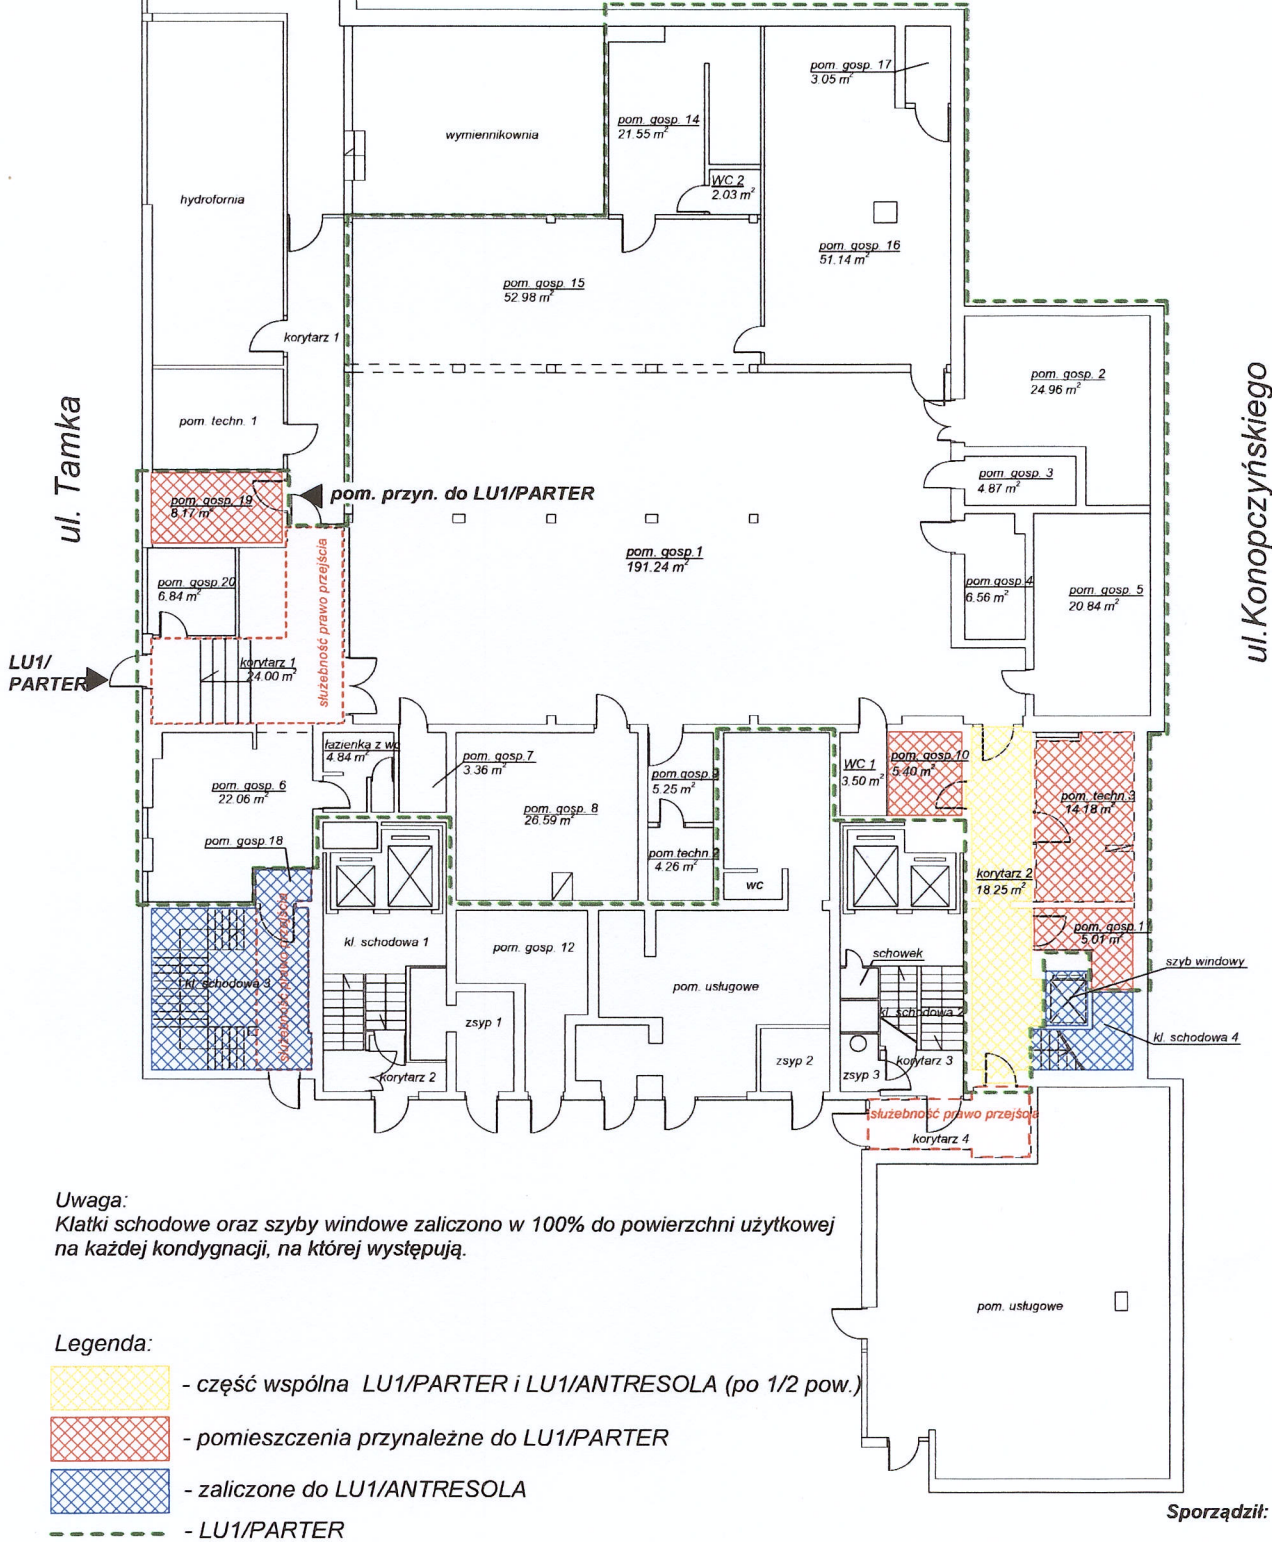 pom. gosp. 17
3.05 m²
pom. gosp. 14
21.55 m²
wymiennikownia
WC 2
2.03 m²
hydrofornia
pom. gosp. 16
51.14 m²
pom. gosp. 15
52.98 m²
korytarz 1
pom. gosp. 2
24.96 m²
ul. Tamka
ul.Konopczyńskiego
pom. techn. 1
pom. gosp. 3
4.87 m²
pom. gosp. 19
8.17 m²
pom. przyn. do LU1/PARTER
pom. gosp.1
191.24 m²
pom. gosp.20
6.84 m²
służebność prawo przejścia
pom. gosp.4
6.56 m²
pom. gosp. 5
20.84 m²
LU1/
PARTER
korytarz 1
24.00 m²
łazienka z wc
4.84 m²
pom. gosp.7
3.36 m²
pom. gosp.9
5.25 m²
WC 1
3.50 m²
pom. gosp.10
5.40 m²
pom. gosp. 6
22.06 m²
pom. gosp. 8
26.59 m²
pom. techn.3
14.18 m²
pom. gosp.18
pom.techn.2
4.26 m²
wc
korytarz 2
18.25 m²
służebność prawo przejścia
kl. schodowa 1
pom. gosp. 12
pom. gosp.1
5.01 m²
schowek
szyb windowy
kl. schodowa 3
pom. usługowe
zsyp 1
kl. schodowa 2
kl. schodowa 4
korytarz 2
zsyp 2
zsyp 3
korytarz 3
służebność prawo przejścia
korytarz 4
Uwaga:
Klatki schodowe oraz szyby windowe zaliczono w 100% do powierzchni użytkowej
na każdej kondygnacji, na której występują.
pom. usługowe
Legenda:
- część wspólna LU1/PARTER i LU1/ANTRESOLA (po 1/2 pow.)
- pomieszczenia przynależne do LU1/PARTER
- zaliczone do LU1/ANTRESOLA
- LU1/PARTER
Sporządził: